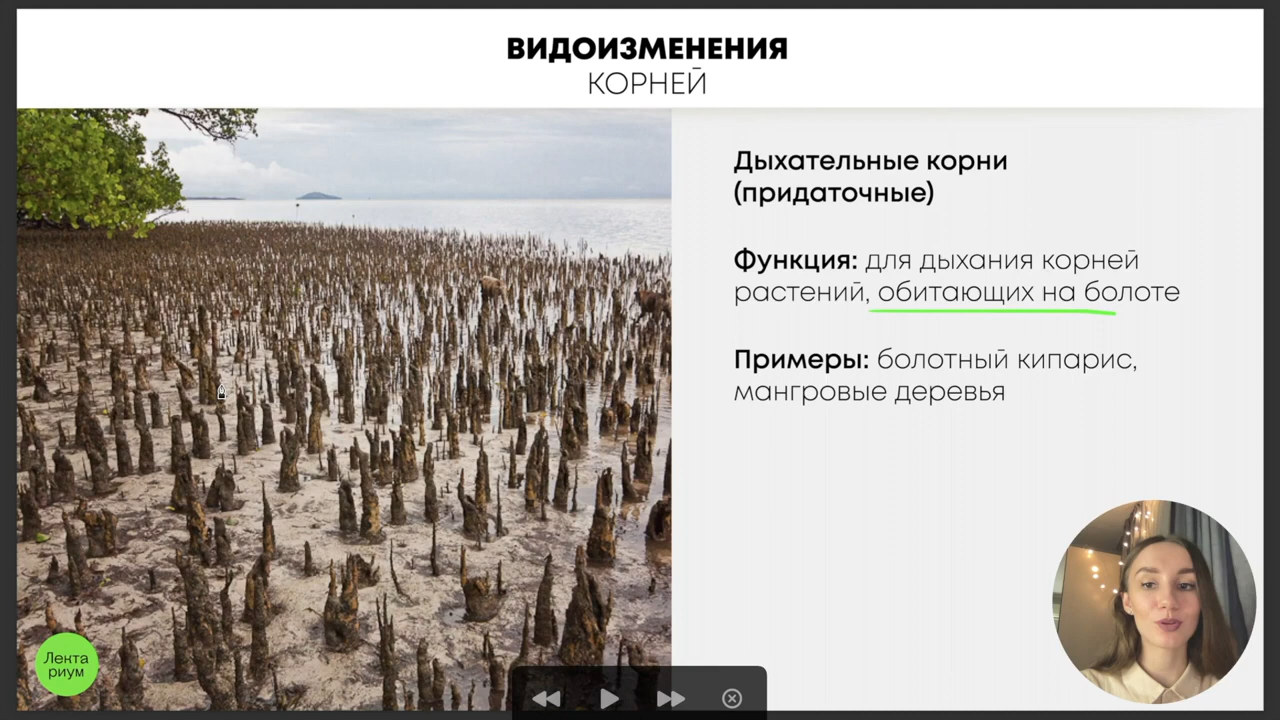 ВИДОИЗМЕНЕНИЯ
КОРНЕЙ
Дыхательные корни
(придаточные)
Функция: для дыхания корней
растений, обитающих на болоте
Примеры: болотный кипарис,
мангровые деревья
Лекта
риум